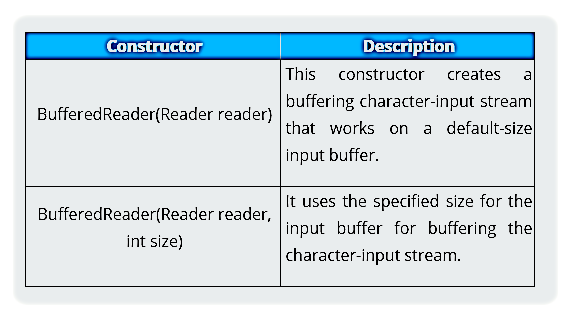 Constructor Description
BufferedReader(Reader reader)
This constructor creates a
buffering character-input stream
that works on a default-size
input buffer.
BufferedReader(Reader reader,
int size)
It uses the specified size for the
input buffer for buffering the
character-input stream.